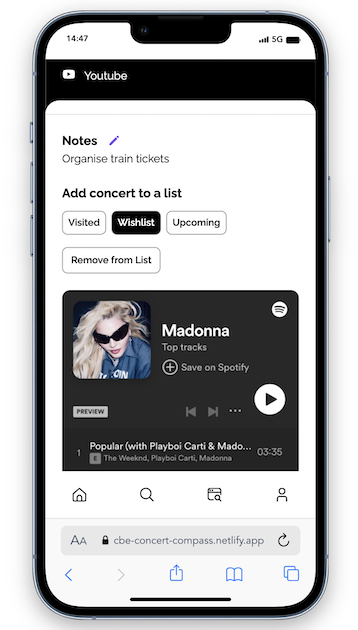 14:47
5G
Youtube
Notes
Organise train tickets
Add concert to a list
Visited
Wishlist
Upcoming
Remove from List
Madonna
Top tracks
Save on Spotify
PREVIEW
1
Popular (with Playboi Carti & Mado...
03:35
E
The Weeknd, Playboi Carti, Madonna
AA
cbe-concert-compass.netlify.app